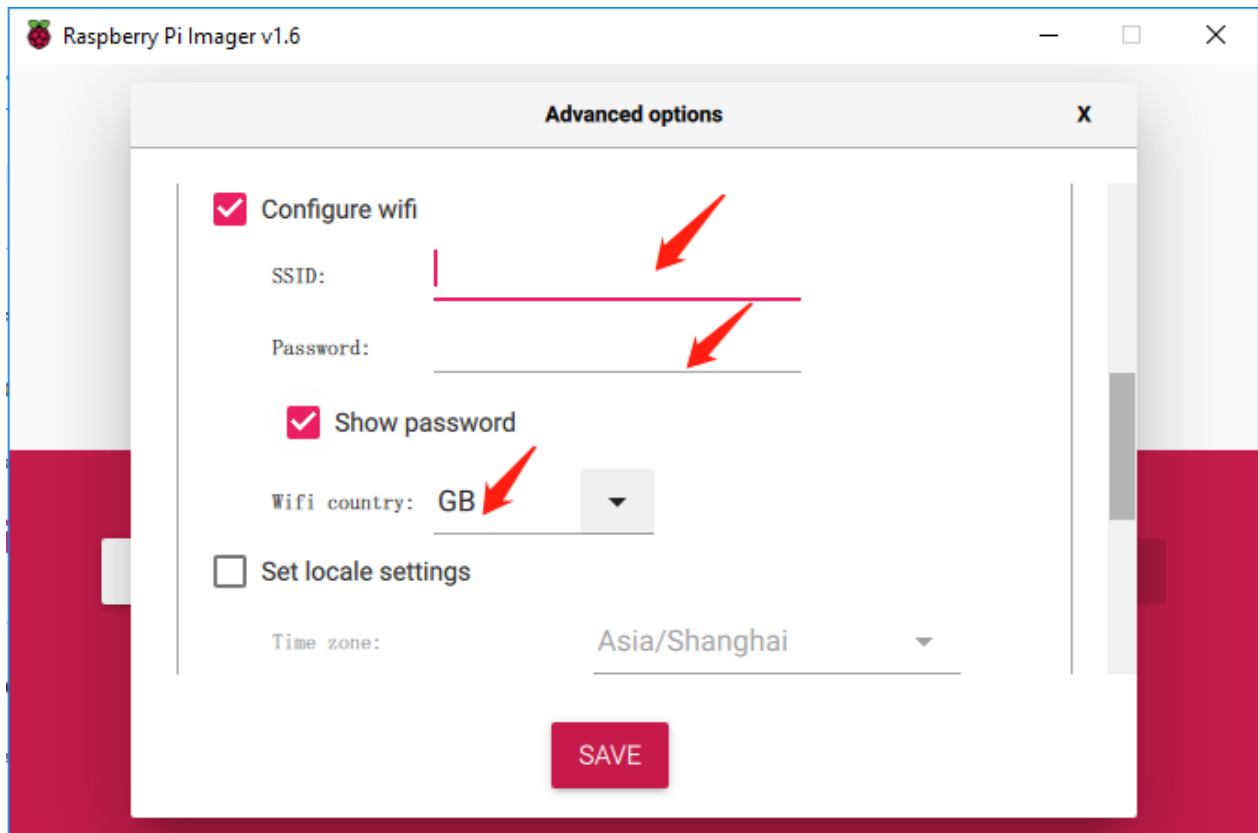 Raspberry Pi Imager v1.6
Advanced options
X
Configure wifi
SSID:
Password:
Show password
Wifi country: GB
Set locale settings
Time zone: Asia/Shanghai
SAVE